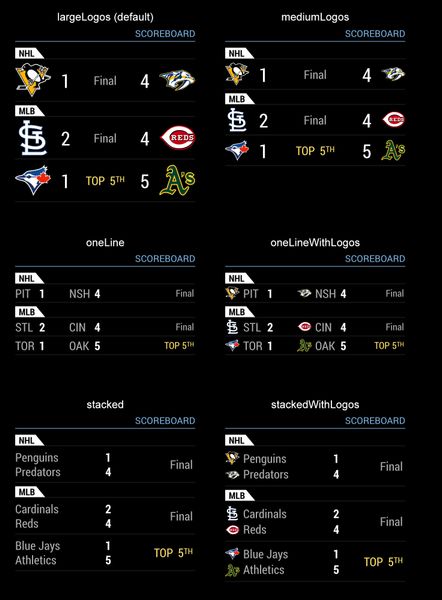 largeLogos (default)
SCOREBOARD
NHL
1 Final 4
MLB
STL 2 Final 4 REDS
1 TOP 5TH 5 A's
mediumLogos
SCOREBOARD
NHL
1 Final 4
MLB
STL 2 Final 4 REDS
1 TOP 5TH 5 A's
oneLine
SCOREBOARD
NHL
PIT 1 NSH 4 Final
MLB
STL 2 CIN 4 Final
TOR 1 OAK 5 TOP 5TH
oneLineWithLogos
SCOREBOARD
NHL
PIT 1 NSH 4 Final
MLB
STL STL 2 CIN 4 Final
TOR 1 OAK 5 TOP 5TH
stacked
SCOREBOARD
NHL
Penguins 1
Final
Predators 4
MLB
Cardinals 2
Final
Reds 4
Blue Jays 1
TOP 5TH
Athletics 5
stackedWithLogos
SCOREBOARD
NHL
Penguins 1
Final
Predators 4
MLB
STL Cardinals 2
Final
Reds 4
Blue Jays 1
TOP 5TH
Athletics 5